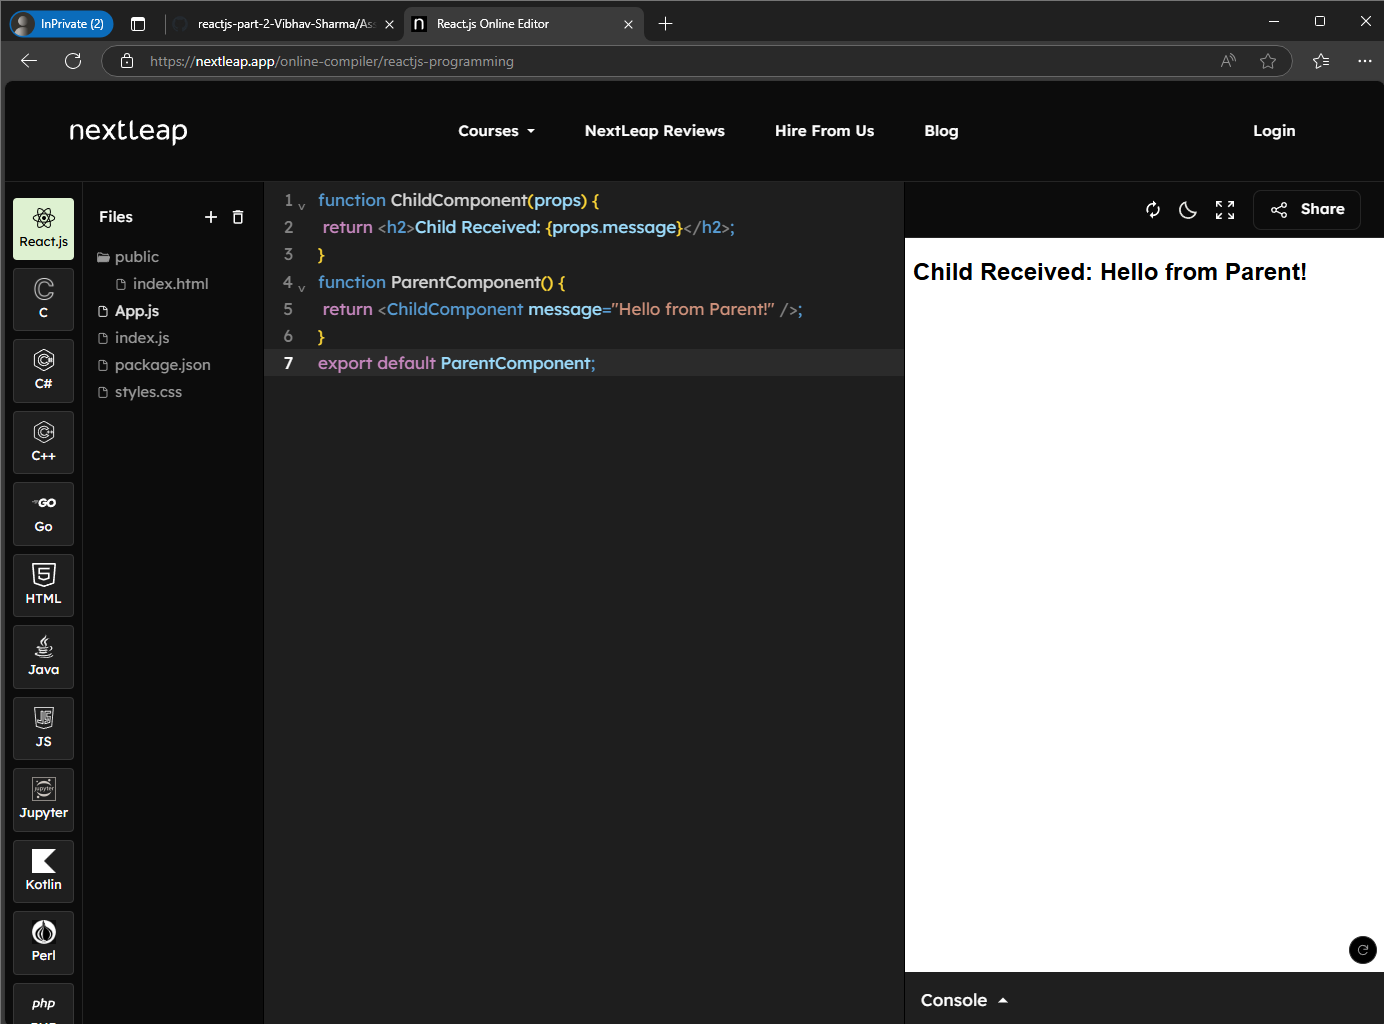 InPrivate (2)
reactjs-part-2-Vibhav-Sharma/As
React.js Online Editor
https://nextleap.app/online-compiler/reactjs-programming
nextleap
Courses
NextLeap Reviews
Hire From Us
Blog
Login
React.js
C
C#
C++
Go
HTML
Java
JS
Jupyter
Kotlin
Perl
php
Files
public
index.html
App.js
index.js
package.json
styles.css
1 function ChildComponent(props) {
2 return <h2>Child Received: {props.message}</h2>;
3 }
4 function ParentComponent() {
5 return <ChildComponent message="Hello from Parent!" />;
6 }
7 export default ParentComponent;
Share
Child Received: Hello from Parent!
Console